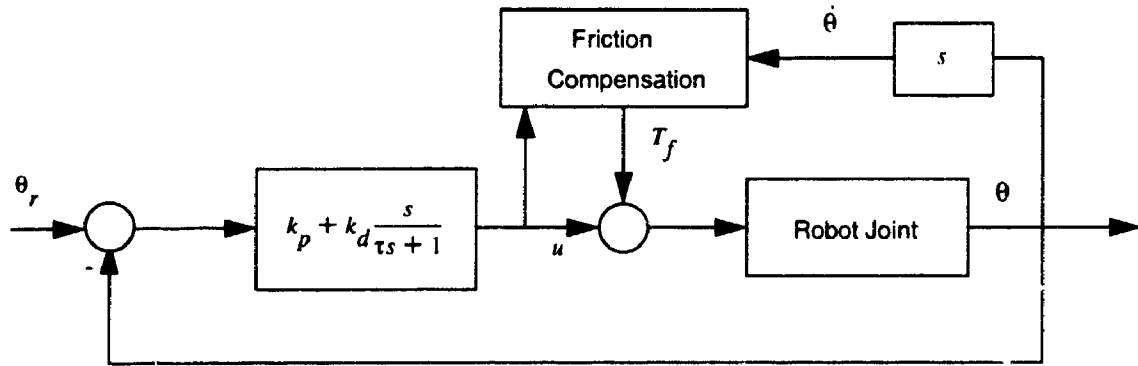 Friction
Compensation
θ̇
s
T_f
θ_r
k_p + k_d s/(τs + 1)
u
Robot Joint
θ
-